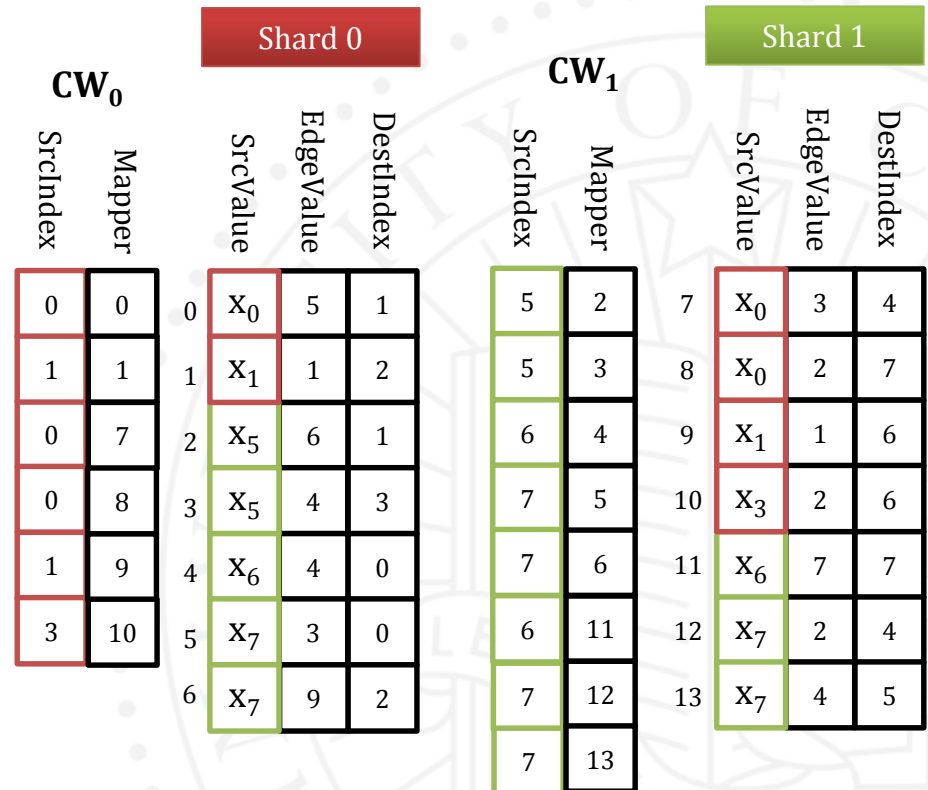 Shard 0
Shard 1
CW₀
CW₁
SrcIndex Mapper SrcValue EdgeValue DestIndex SrcIndex Mapper SrcValue EdgeValue DestIndex
0 0 0 X₀ 5 1 5 2 7 X₀ 3 4
1 1 1 X₁ 1 2 5 3 8 X₀ 2 7
0 7 2 X₅ 6 1 6 4 9 X₁ 1 6
0 8 3 X₅ 4 3 7 5 10 X₃ 2 6
1 9 4 X₆ 4 0 7 6 11 X₆ 7 7
3 10 5 X₇ 3 0 6 11 12 X₇ 2 4
6 X₇ 9 2 7 12 13 X₇ 4 5
7 13